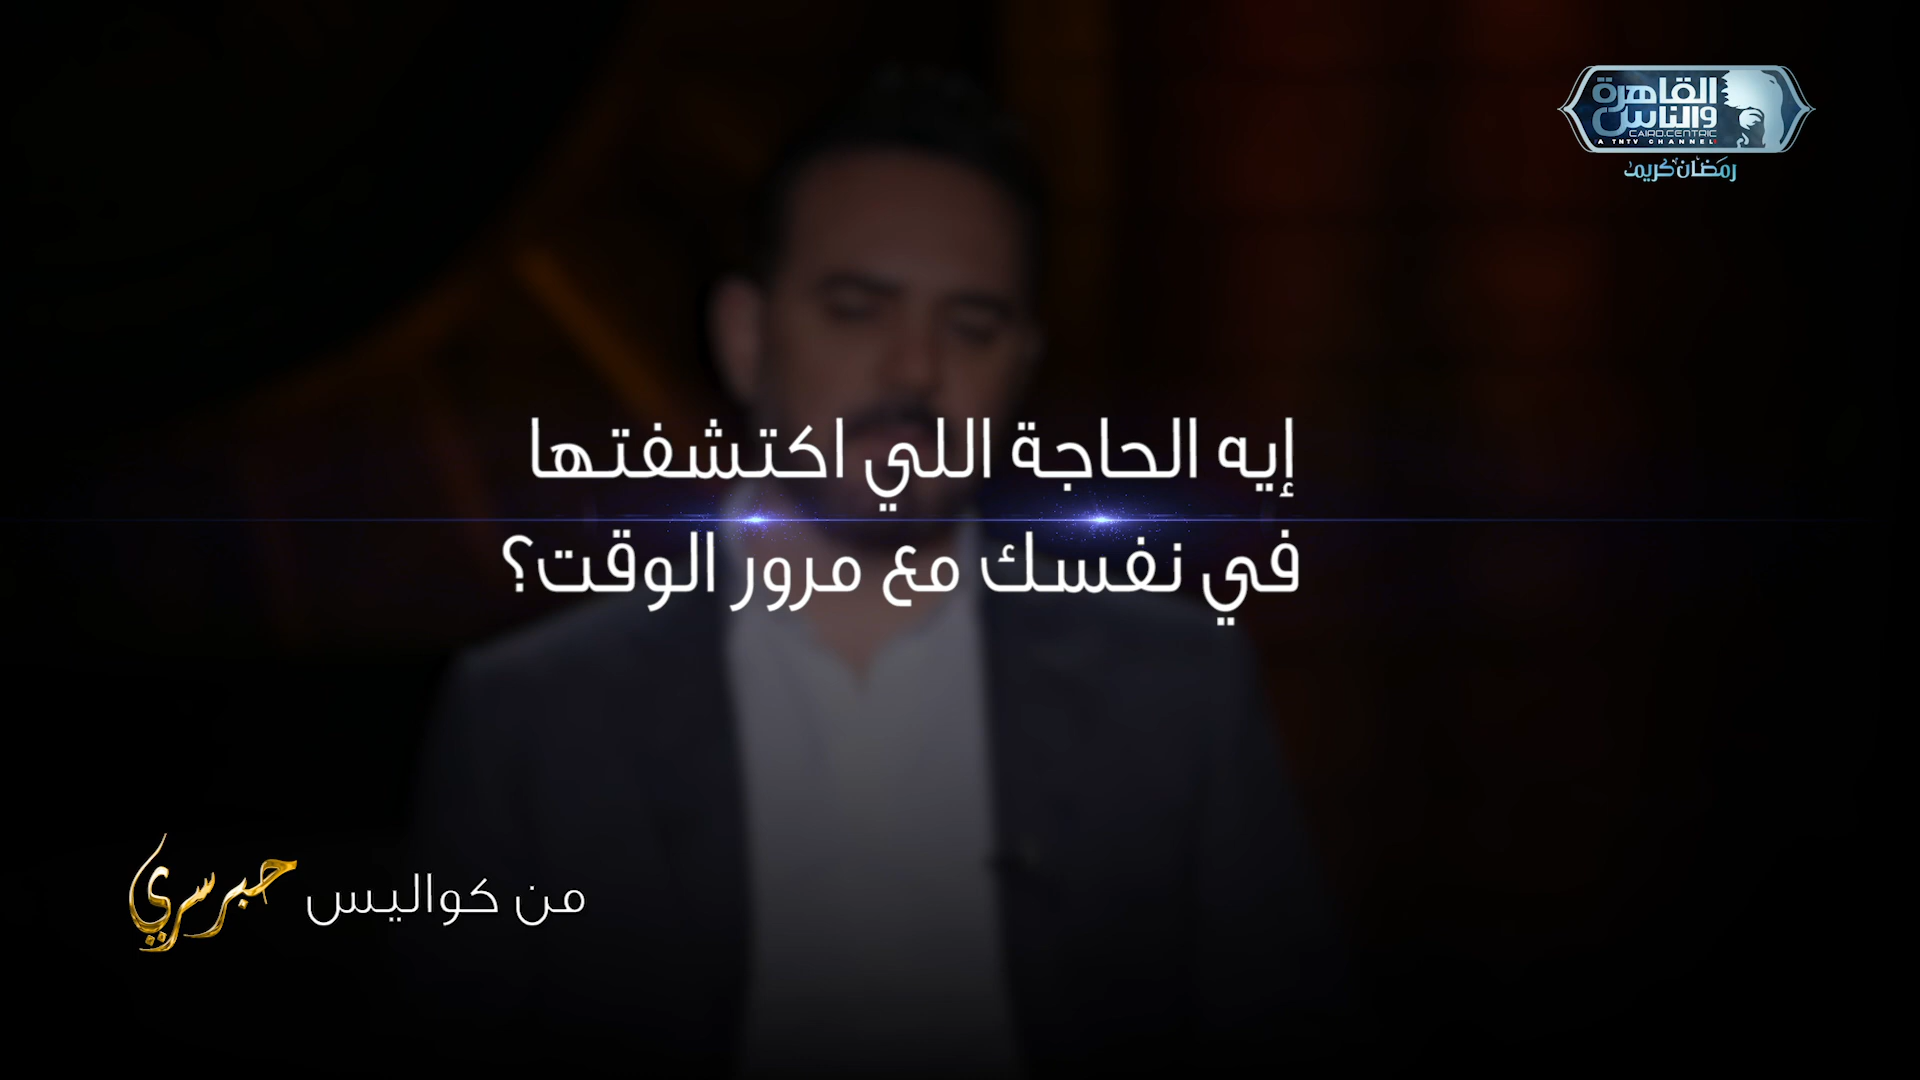 القاهرة
والناس
CAIRO.CENTRIC
A TNTV CHANNEL
رمضان كريم
إيه الحاجة اللي اكتشفتها
في نفسك مع مرور الوقت؟
من كواليس حبر سري